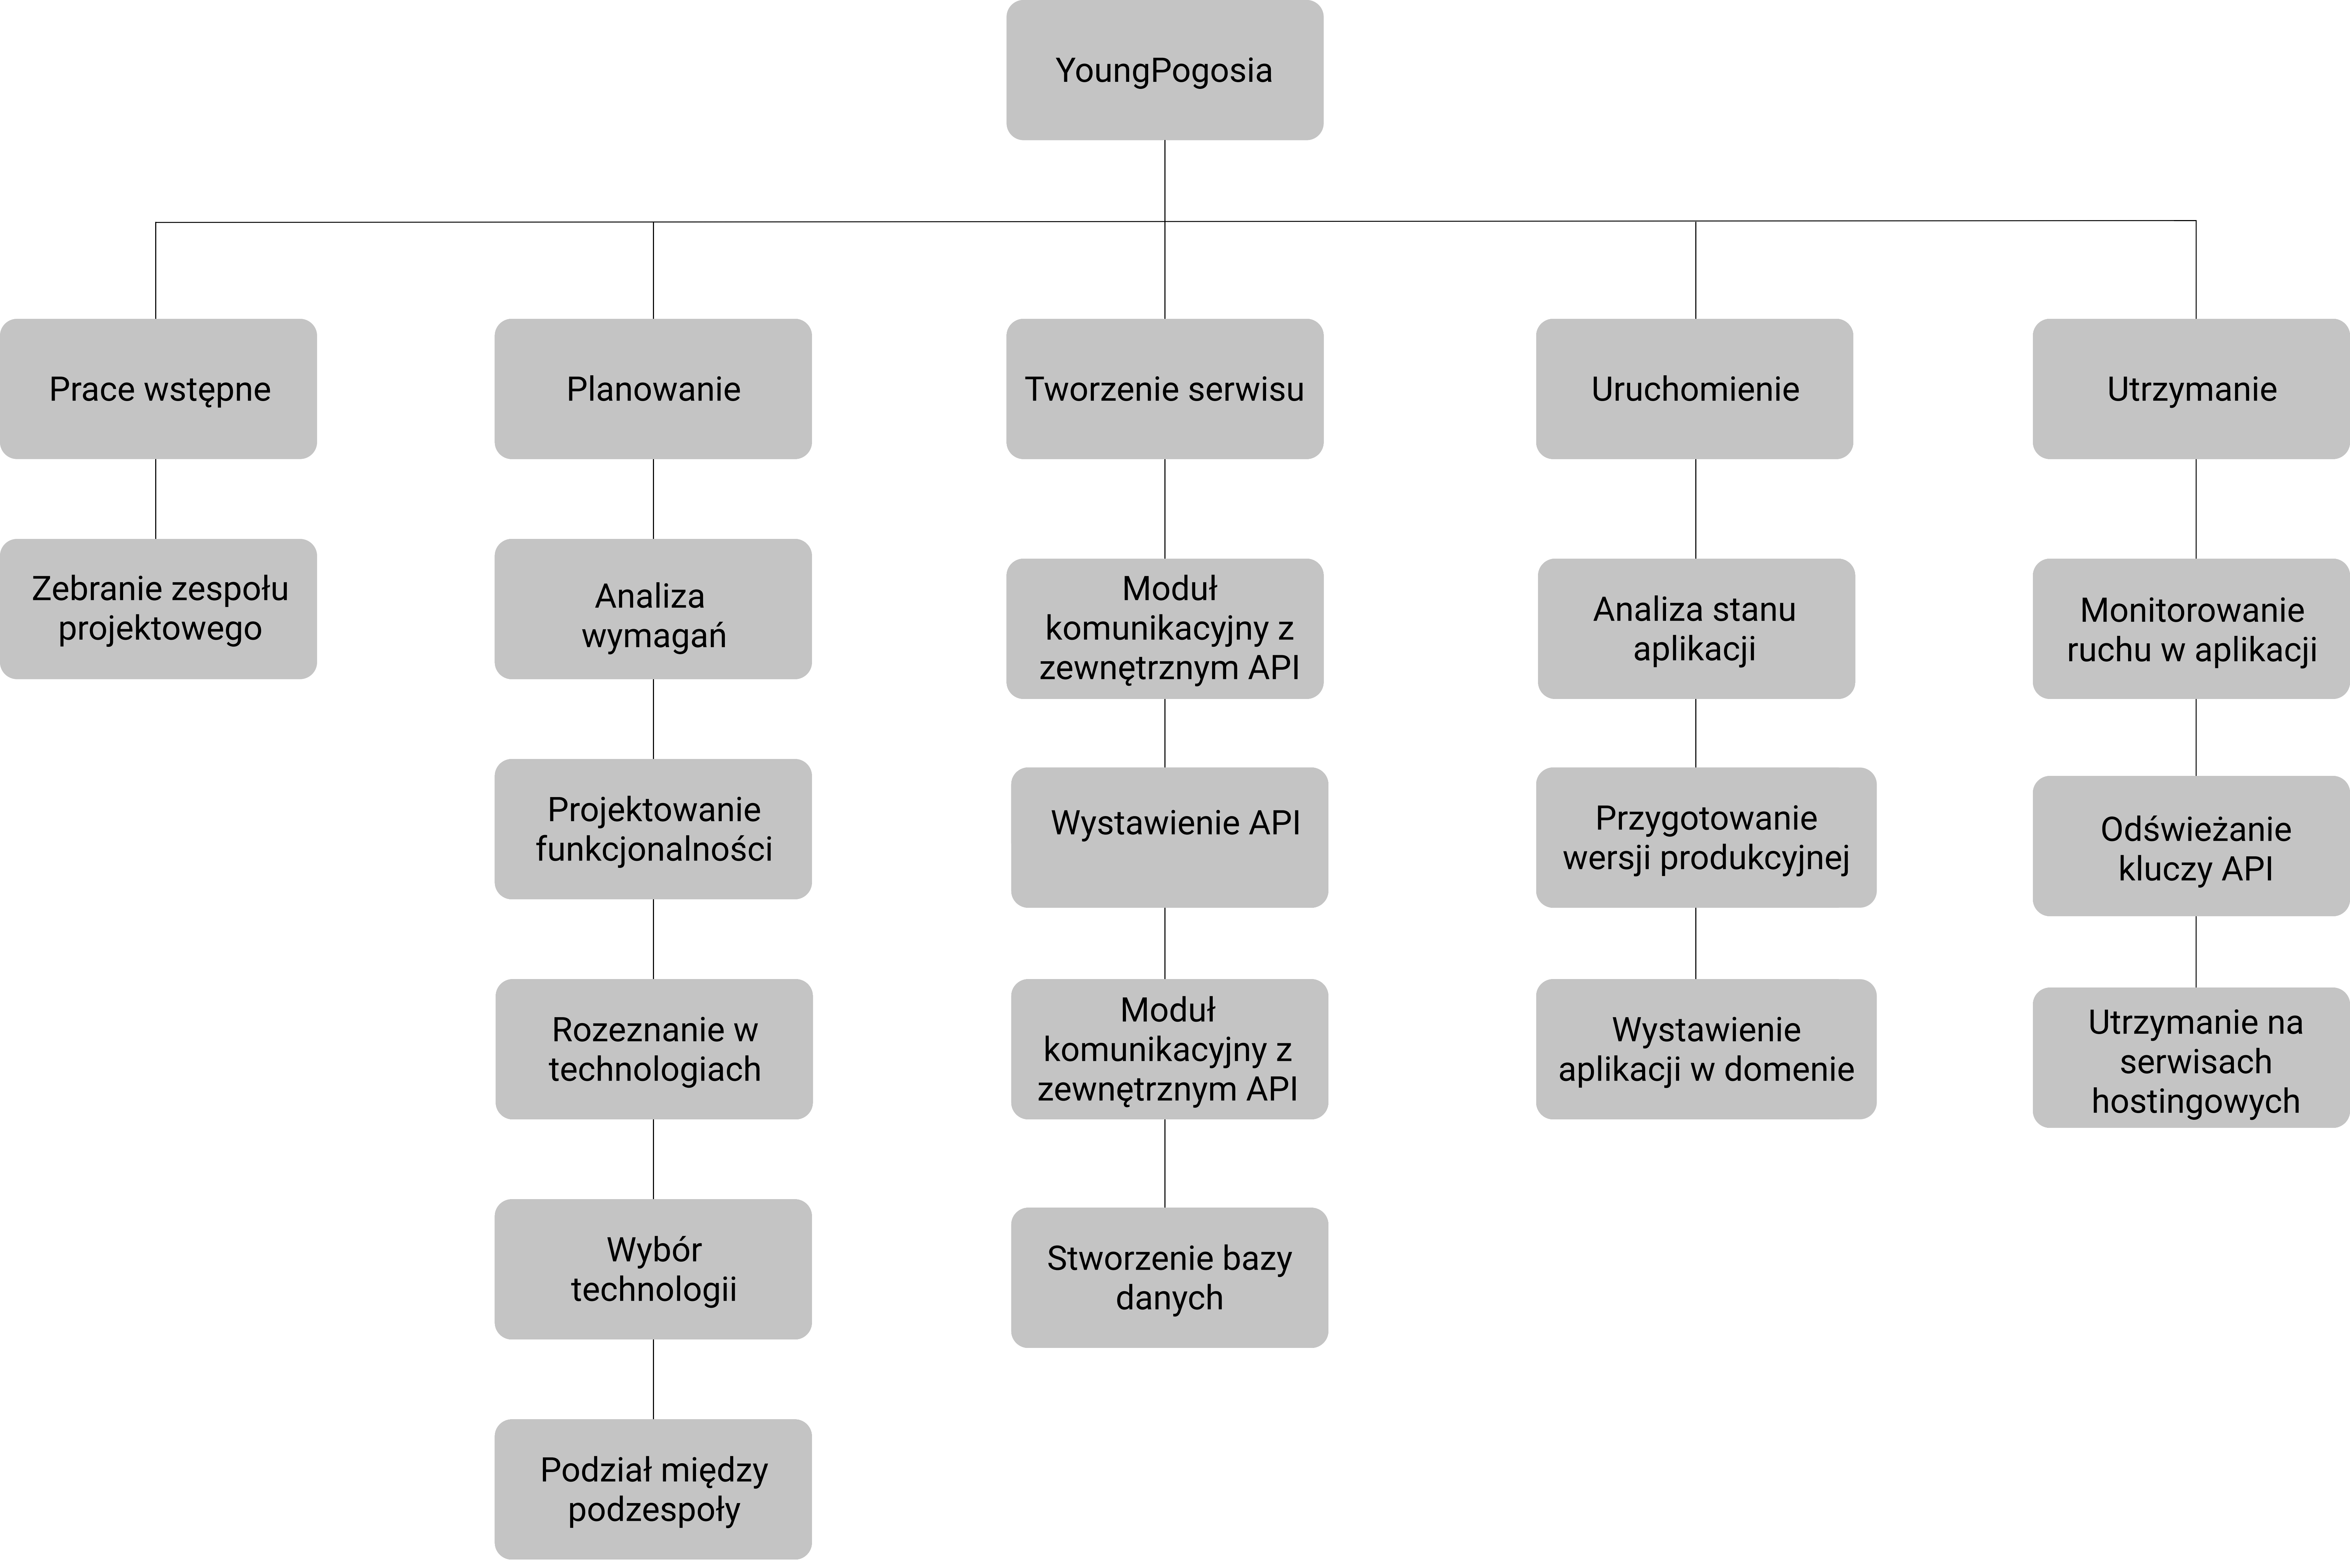 YoungPogosia
Prace wstępne
Planowanie
Tworzenie serwisu
Uruchomienie
Utrzymanie
Zebranie zespołu
projektowego
Analiza
wymagań
Projektowanie
funkcjonalności
Rozeznanie w
technologiach
Wybór
technologii
Podział między
podzespoły
Moduł
komunikacyjny z
zewnętrznym API
Wystawienie API
Moduł
komunikacyjny z
zewnętrznym API
Stworzenie bazy
danych
Analiza stanu
aplikacji
Przygotowanie
wersji produkcyjnej
Wystawienie
aplikacji w domenie
Monitorowanie
ruchu w aplikacji
Odświeżanie
kluczy API
Utrzymanie na
serwisach
hostingowych